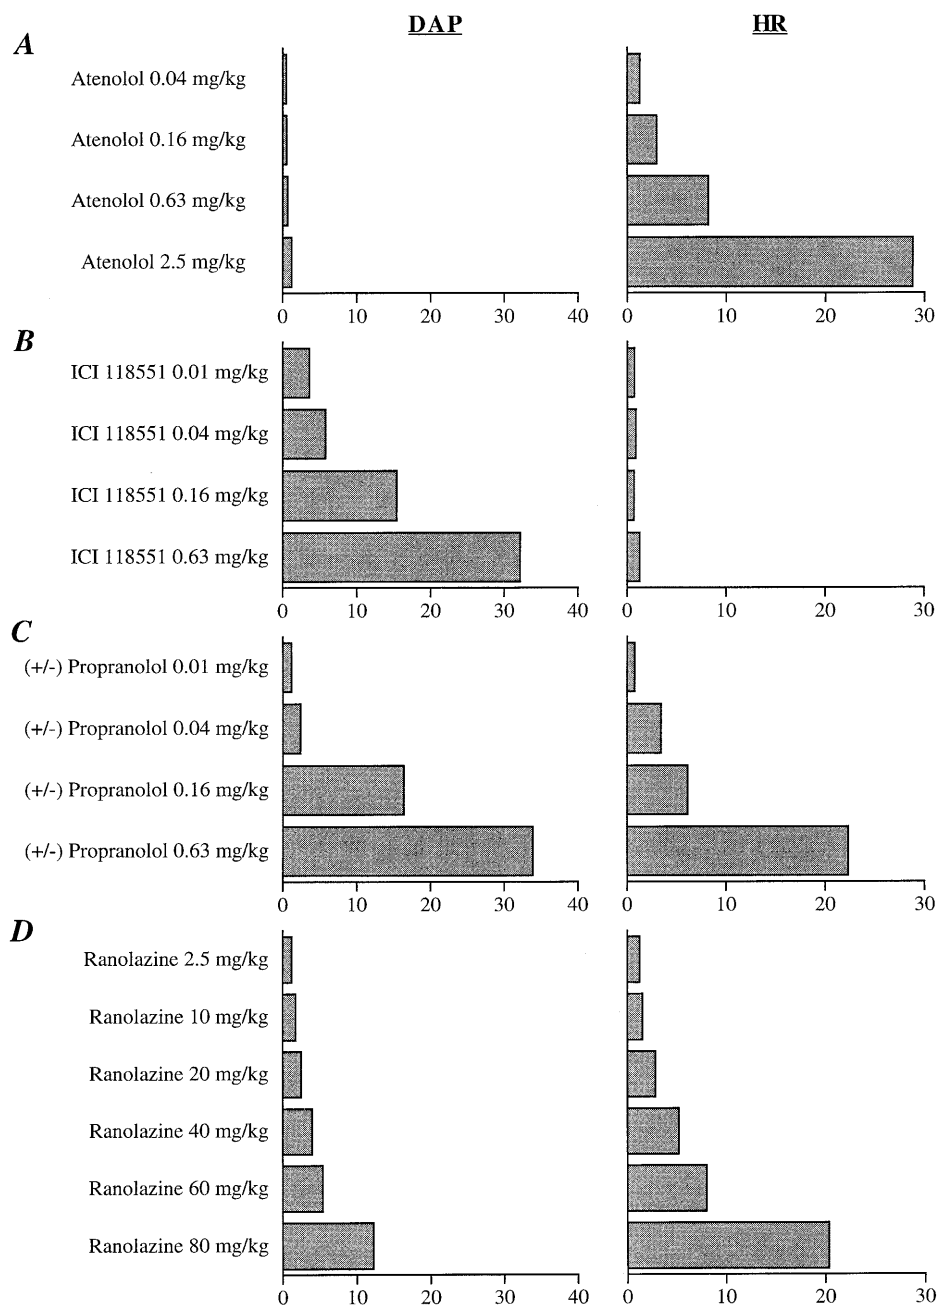 DAP HR
A
Atenolol 0.04 mg/kg
Atenolol 0.16 mg/kg
Atenolol 0.63 mg/kg
Atenolol 2.5 mg/kg
0 10 20 30 40 0 10 20 30
B
ICI 118551 0.01 mg/kg
ICI 118551 0.04 mg/kg
ICI 118551 0.16 mg/kg
ICI 118551 0.63 mg/kg
0 10 20 30 40 0 10 20 30
C
(+/-) Propranolol 0.01 mg/kg
(+/-) Propranolol 0.04 mg/kg
(+/-) Propranolol 0.16 mg/kg
(+/-) Propranolol 0.63 mg/kg
0 10 20 30 40 0 10 20 30
D
Ranolazine 2.5 mg/kg
Ranolazine 10 mg/kg
Ranolazine 20 mg/kg
Ranolazine 40 mg/kg
Ranolazine 60 mg/kg
Ranolazine 80 mg/kg
0 10 20 30 40 0 10 20 30